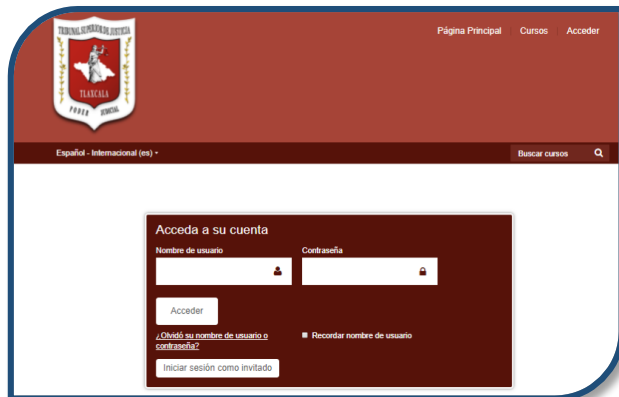 TRIBUNAL SUPERIOR DE JUSTICIA
Página Principal Cursos Acceder
TLAXCALA
PODER JUDICIAL
Español - Internacional (es)
Buscar cursos
Acceda a su cuenta
Nombre de usuario Contraseña
Acceder
¿Olvidó su nombre de usuario o
contraseña?
Recordar nombre de usuario
Iniciar sesión como invitado